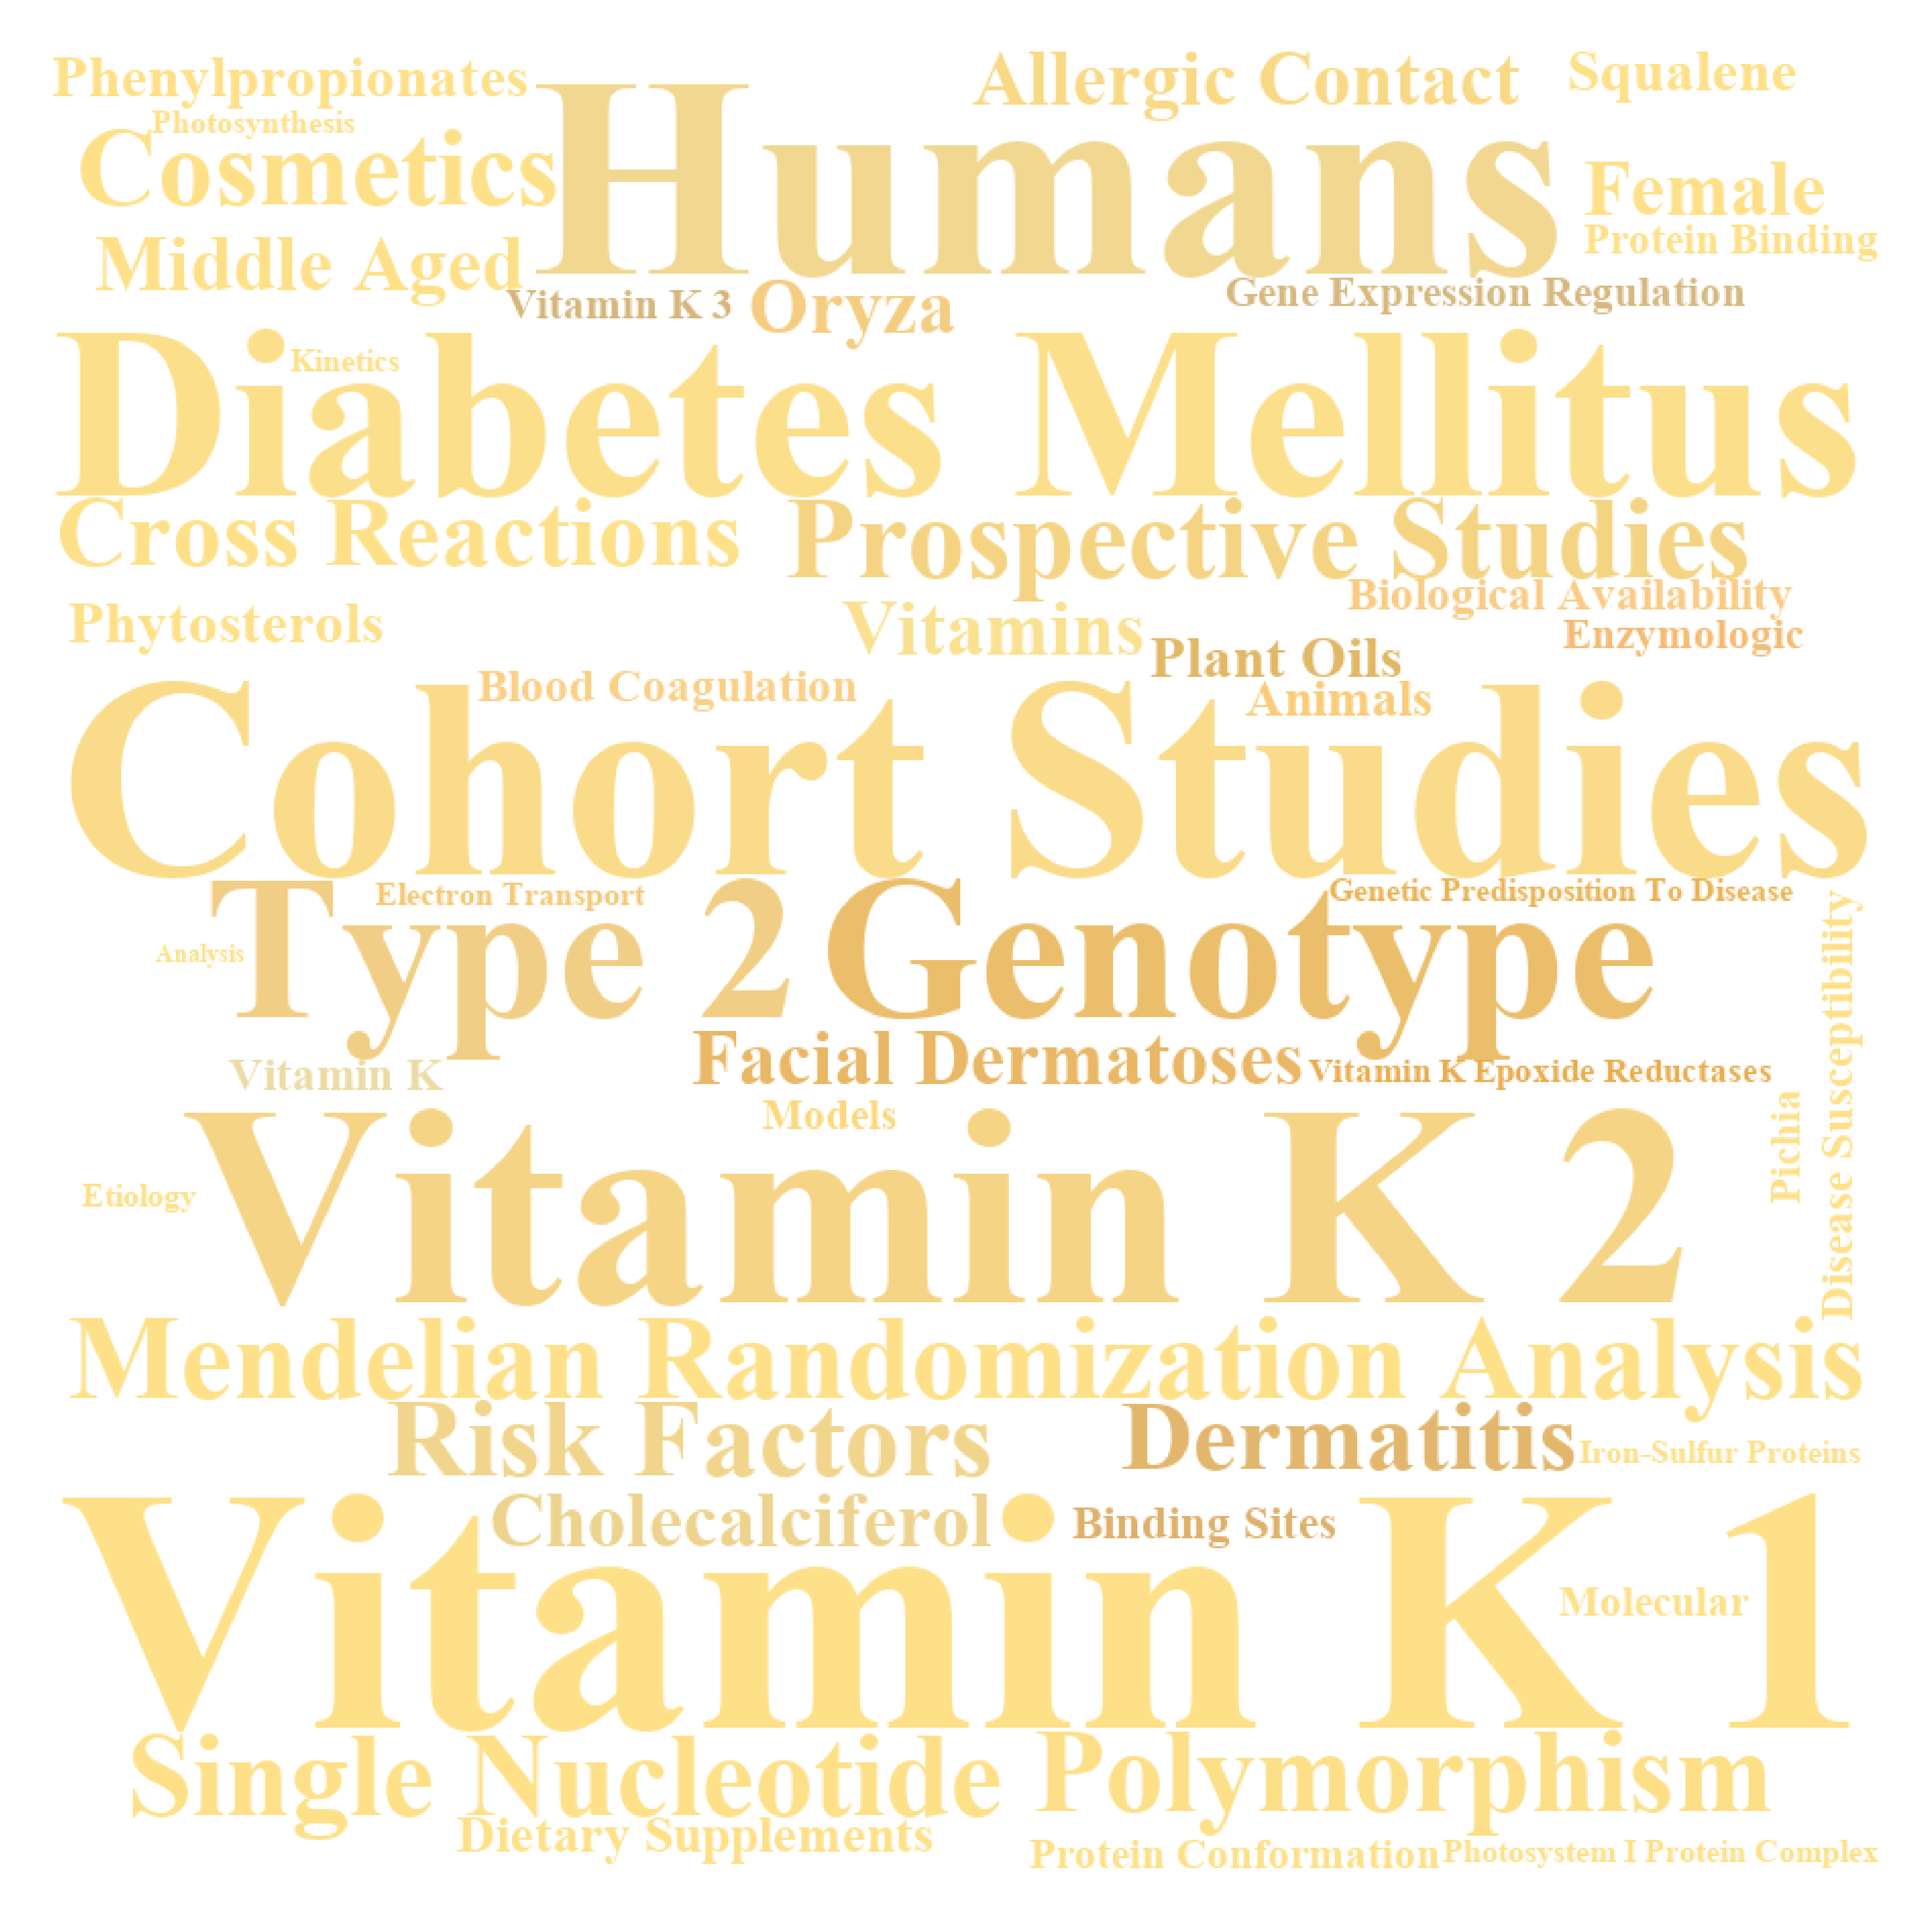 Phenylpropionates
Allergic Contact
Squalene
Photosynthesis
Humans
Cosmetics
Female
Protein Binding
Middle Aged
Vitamin K 3
Oryza
Gene Expression Regulation
Kinetics
Diabetes Mellitus
Cross Reactions
Prospective Studies
Biological Availability
Phytosterols
Vitamins
Enzymologic
Plant Oils
Blood Coagulation
Animals
Cohort Studies
Electron Transport
Genetic Predisposition To Disease
Analysis
Type 2
Genotype
Disease Susceptibility
Vitamin K
Facial Dermatoses
Vitamin K Epoxide Reductases
Models
Pichia
Etiology
Vitamin K 2
Mendelian Randomization Analysis
Risk Factors
Dermatitis
Iron-Sulfur Proteins
Cholecalciferol
Binding Sites
Molecular
Vitamin K 1
Single Nucleotide Polymorphism
Dietary Supplements
Protein Conformation
Photosystem I Protein Complex